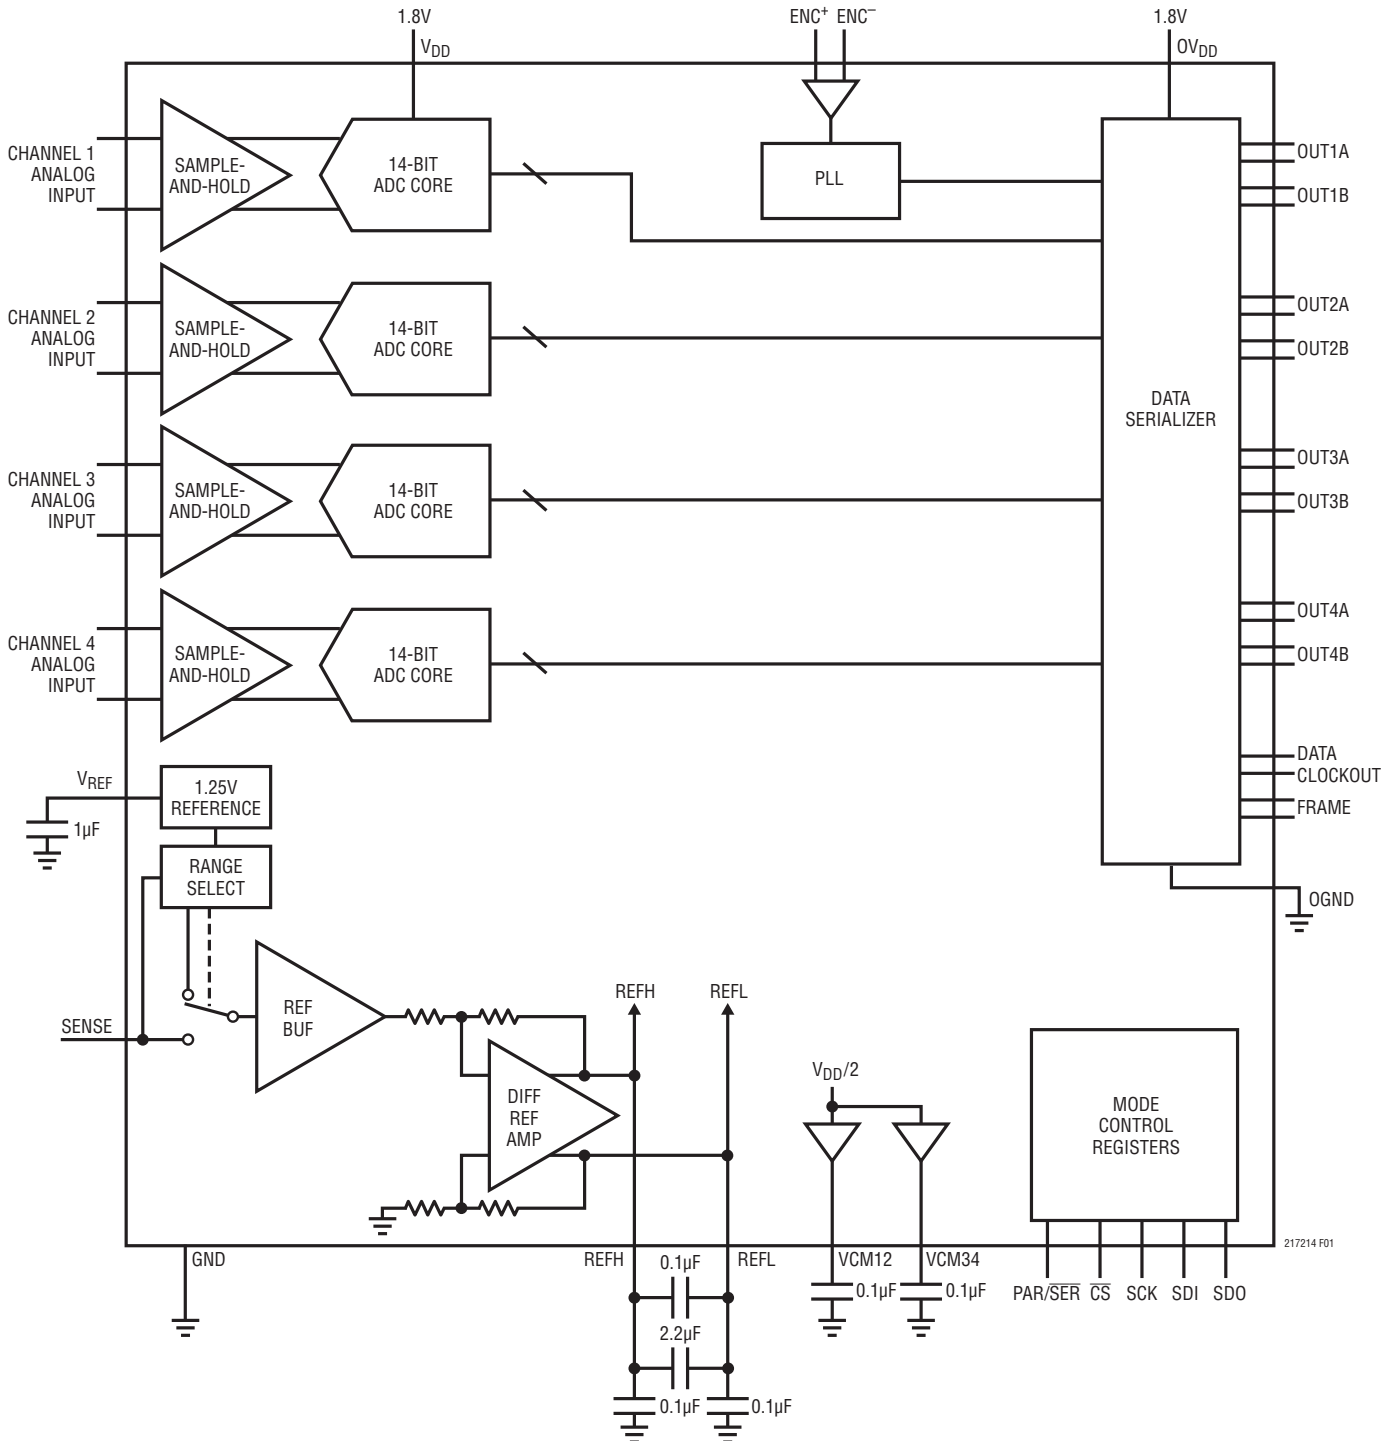 1.8V
ENC+ ENC–
1.8V
VDD
OVDD
CHANNEL 1
ANALOG
INPUT
SAMPLE-
AND-HOLD
14-BIT
ADC CORE
PLL
OUT1A
OUT1B
CHANNEL 2
ANALOG
INPUT
SAMPLE-
AND-HOLD
14-BIT
ADC CORE
OUT2A
OUT2B
DATA
SERIALIZER
CHANNEL 3
ANALOG
INPUT
SAMPLE-
AND-HOLD
14-BIT
ADC CORE
OUT3A
OUT3B
CHANNEL 4
ANALOG
INPUT
SAMPLE-
AND-HOLD
14-BIT
ADC CORE
OUT4A
OUT4B
DATA
CLOCKOUT
FRAME
VREF
1.25V
REFERENCE
1µF
RANGE
SELECT
OGND
REFH
REFL
REF
BUF
SENSE
VDD/2
DIFF
REF
AMP
MODE
CONTROL
REGISTERS
217214 F01
GND
REFH
REFL
VCM12
VCM34
0.1µF
0.1µF
0.1µF
PAR/SER
CS
SCK
SDI
SDO
2.2µF
0.1µF
0.1µF